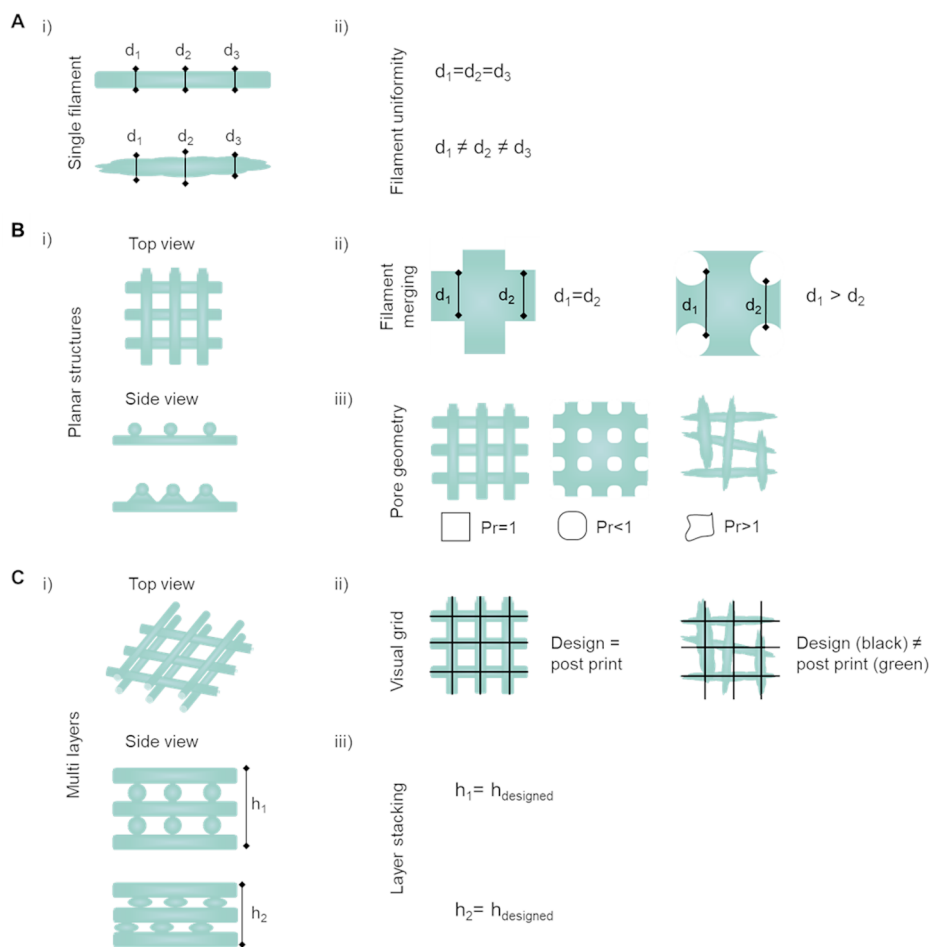 A
i)
Single filament
d1 d2 d3
d1 d2 d3
ii)
Filament uniformity
d1=d2=d3
d1 ≠ d2 ≠ d3
B
i)
Planar structures
Top view
Side view
ii)
Filament
merging
d1 d2
d1=d2
d1 d2
d1 > d2
iii)
Pore geometry
Pr=1
Pr<1
Pr>1
C
i)
Multi layers
Top view
Side view
h1
h2
ii)
Visual grid
Design =
post print
Design (black) ≠
post print (green)
iii)
Layer stacking
h1= hdesigned
h2= hdesigned